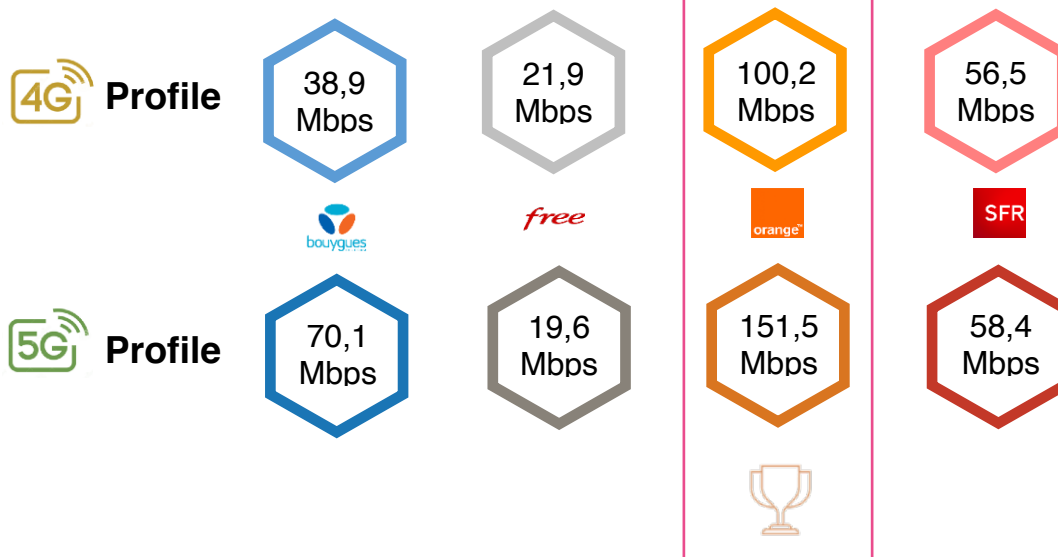 4G Profile
38,9
Mbps
21,9
Mbps
100,2
Mbps
56,5
Mbps
bouygues
free
orange™
SFR
5G Profile
70,1
Mbps
19,6
Mbps
151,5
Mbps
58,4
Mbps